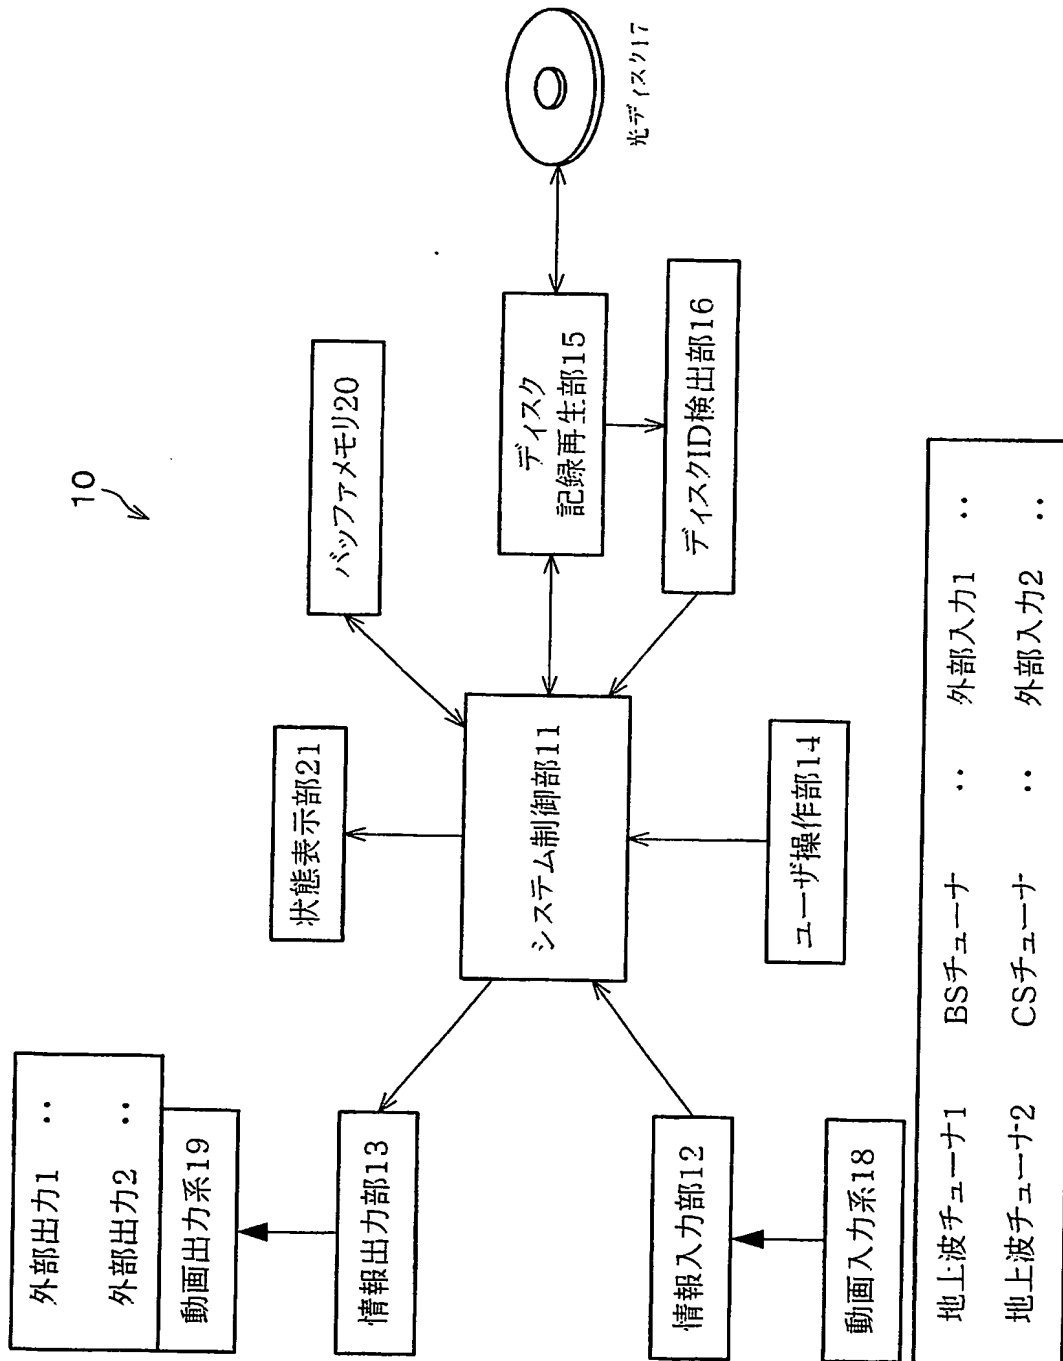 10
外部出力1 ‥
外部出力2 ‥
動画出力系19
情報出力部13
状態表示部21
バッファメモリ20
システム制御部11
ディスク
記録再生部15
光ディスク17
ディスクID検出部16
ユーザ操作部14
情報入力部12
動画入力系18
地上波チューナ1 BSチューナ ‥ 外部入力1 ‥
地上波チューナ2 CSチューナ ‥ 外部入力2 ‥